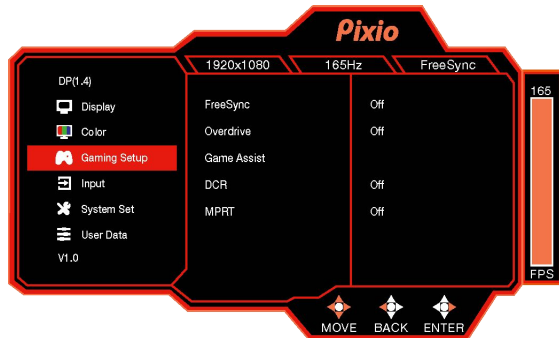 Pixio
1920x1080 165Hz FreeSync
DP(1.4)
Display
Color
Gaming Setup
Input
System Set
User Data
V1.0
FreeSync Off
Overdrive Off
Game Assist
DCR Off
MPRT Off
165
FPS
MOVE BACK ENTER